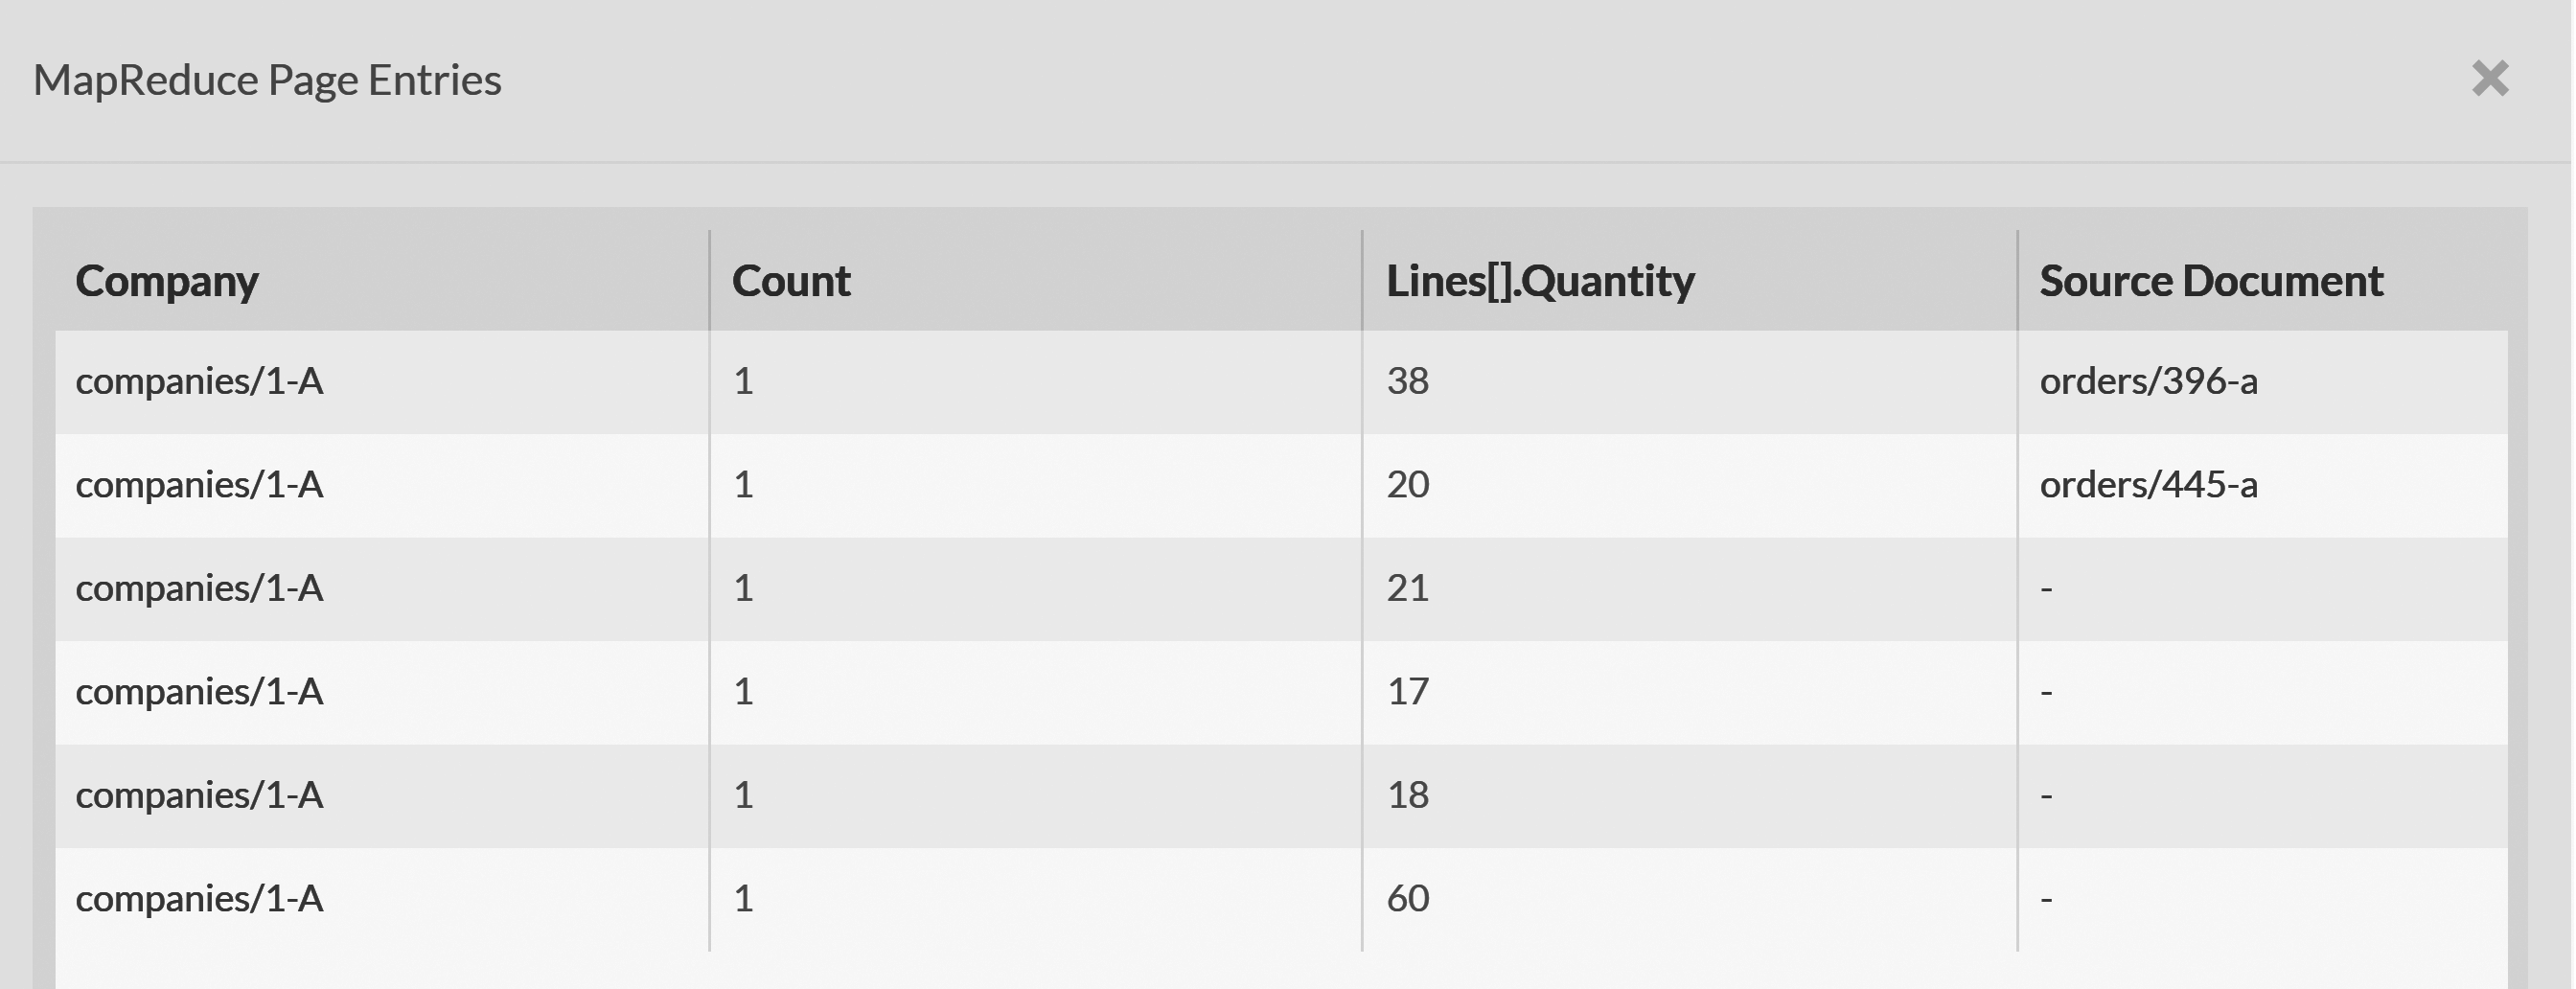 MapReduce Page Entries
Company Count Lines[].Quantity Source Document
companies/1-A 1 38 orders/396-a
companies/1-A 1 20 orders/445-a
companies/1-A 1 21 -
companies/1-A 1 17 -
companies/1-A 1 18 -
companies/1-A 1 60 -